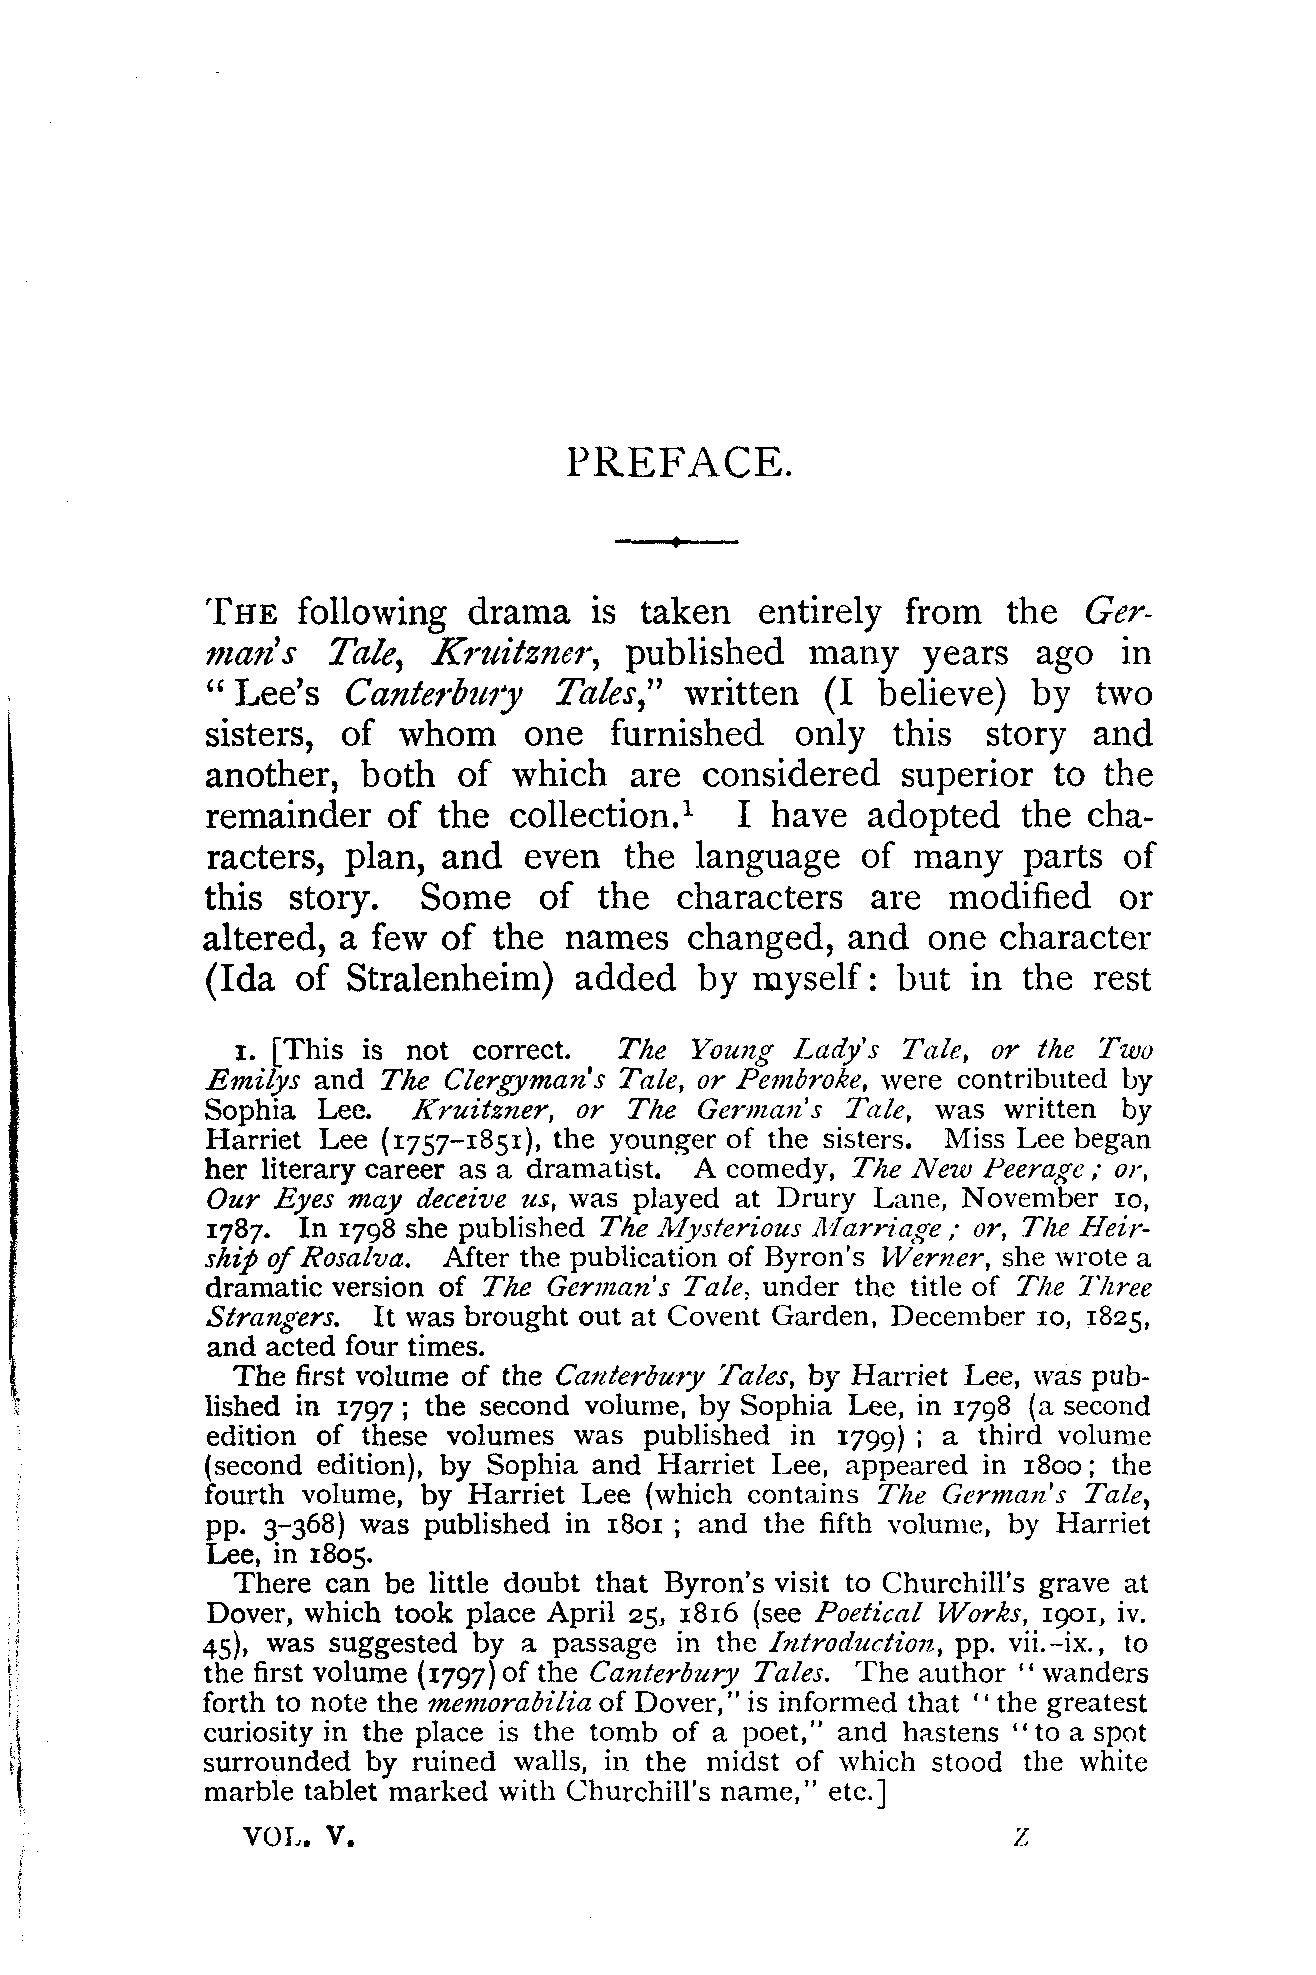 PREFACE.
THE following drama is taken entirely from the Ger-
man's Tale, Kruitzner, published many years ago in
“Lee's Canterbury Tales,” written (I believe) by two
sisters, of whom one furnished only this story and
another, both of which are considered superior to the
remainder of the collection.¹ I have adopted the cha-
racters, plan, and even the language of many parts of
this story. Some of the characters are modified or
altered, a few of the names changed, and one character
(Ida of Stralenheim) added by myself: but in the rest
1. [This is not correct. The Young Lady's Tale, or the Two
Emilys and The Clergyman's Tale, or Pembroke, were contributed by
Sophia Lee. Kruitzner, or The German's Tale, was written by
Harriet Lee (1757–1851), the younger of the sisters. Miss Lee began
her literary career as a dramatist. A comedy, The New Peerage; or,
Our Eyes may deceive us, was played at Drury Lane, November 10,
1787. In 1798 she published The Mysterious Marriage; or, The Heir-
ship of Rosalva. After the publication of Byron's Werner, she wrote a
dramatic version of The German's Tale, under the title of The Three
Strangers. It was brought out at Covent Garden, December 10, 1825,
and acted four times.
The first volume of the Canterbury Tales, by Harriet Lee, was pub-
lished in 1797; the second volume, by Sophia Lee, in 1798 (a second
edition of these volumes was published in 1799); a third volume
(second edition), by Sophia and Harriet Lee, appeared in 1800; the
fourth volume, by Harriet Lee (which contains The German's Tale,
pp. 3–368) was published in 1801; and the fifth volume, by Harriet
Lee, in 1805.
There can be little doubt that Byron's visit to Churchill's grave at
Dover, which took place April 25, 1816 (see Poetical Works, 1901, iv.
45), was suggested by a passage in the Introduction, pp. vii.–ix., to
the first volume (1797) of the Canterbury Tales. The author “wanders
forth to note the memorabilia of Dover,” is informed that “the greatest
curiosity in the place is the tomb of a poet,” and hastens “to a spot
surrounded by ruined walls, in the midst of which stood the white
marble tablet marked with Churchill's name,” etc.]
VOL. V. Z